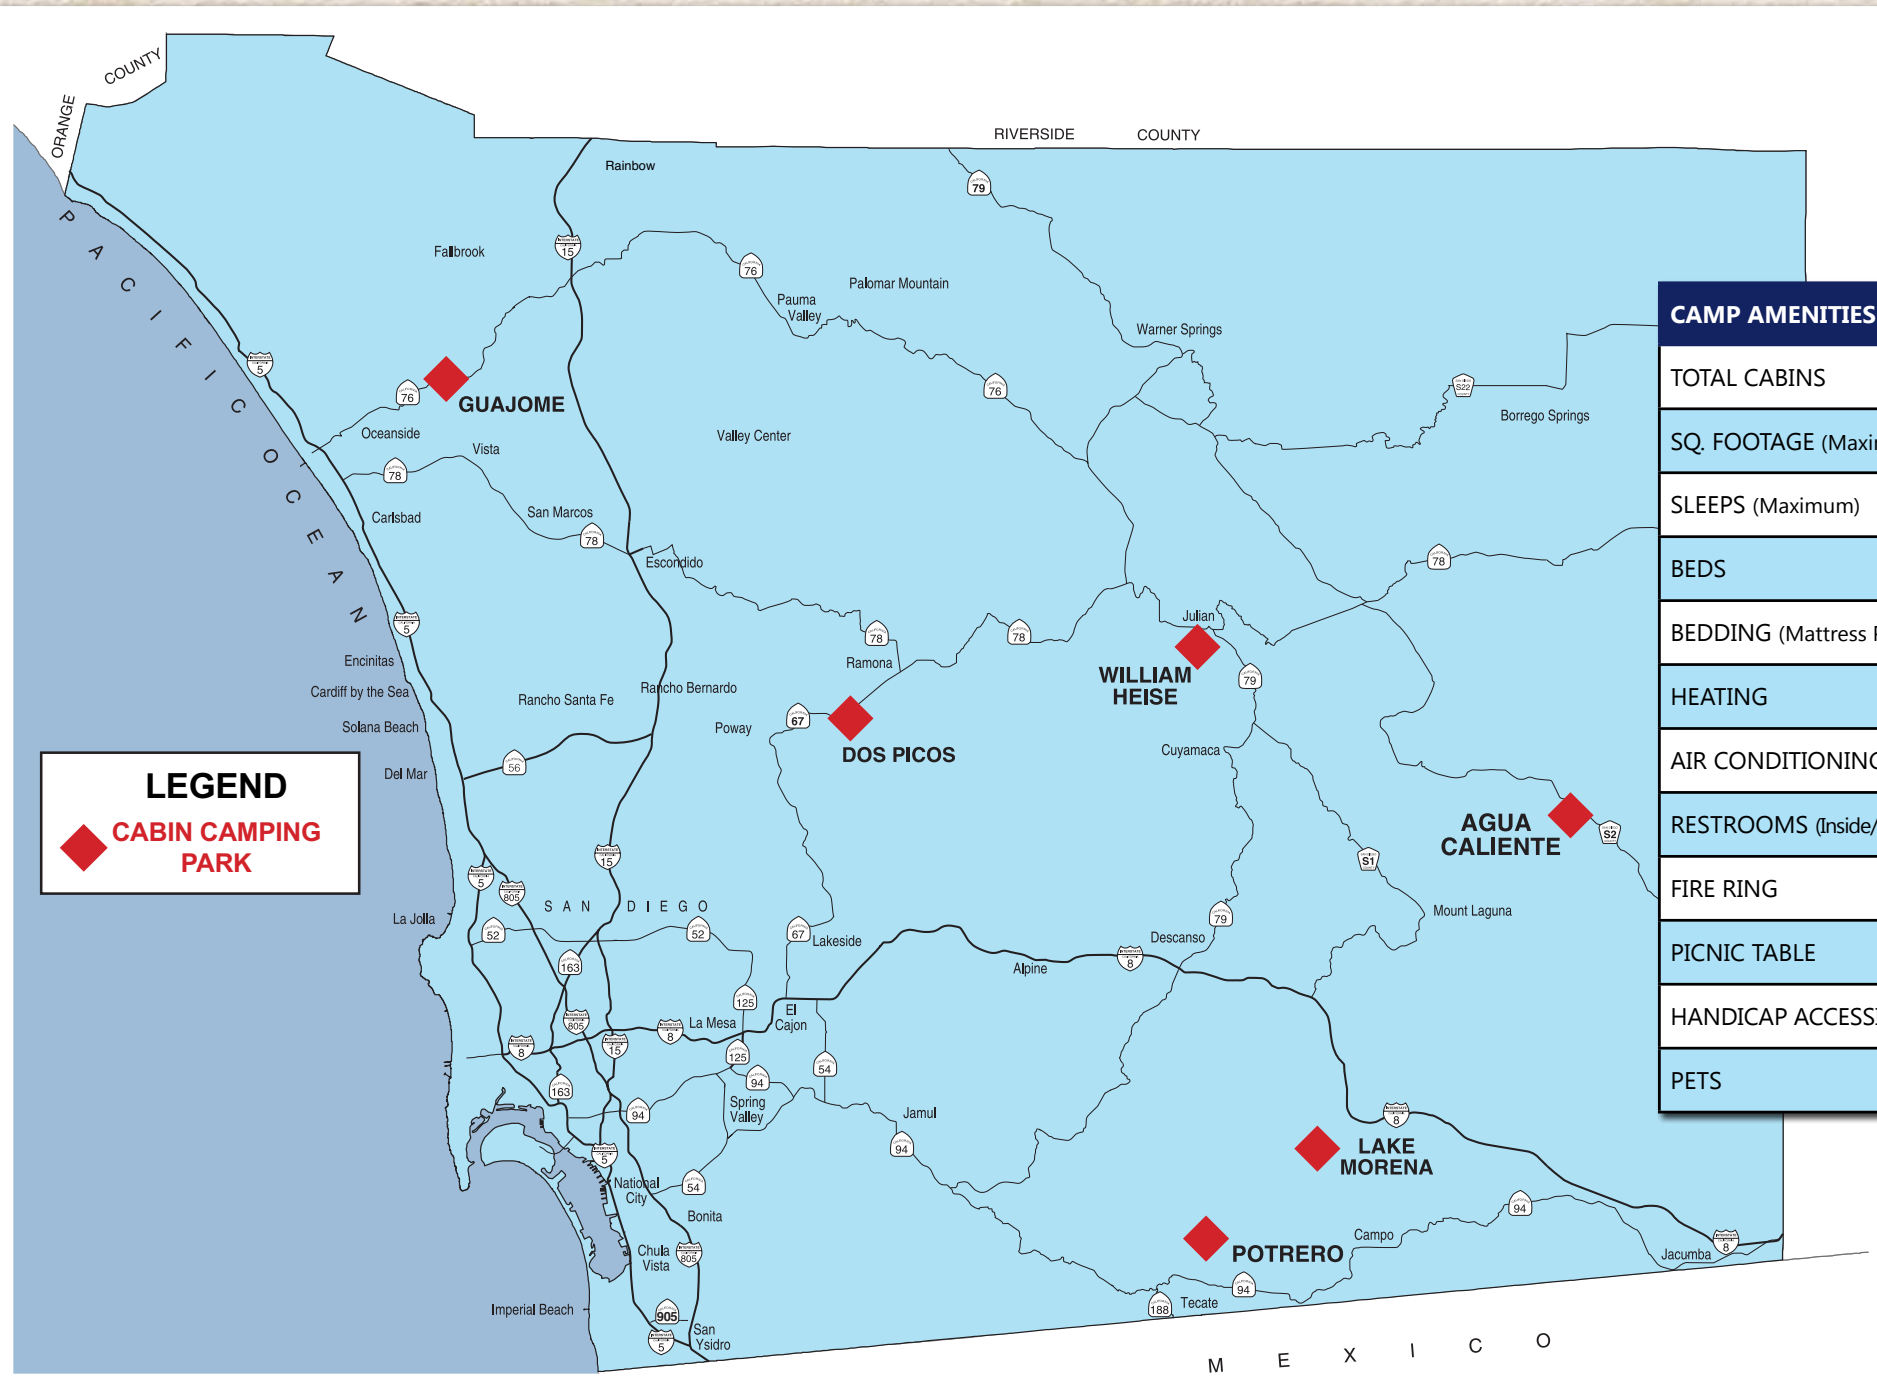 ORANGE COUNTY
RIVERSIDE COUNTY
Rainbow
79
Fallbrook
INTERSTATE
15
76
Palomar Mountain
Pauma
Valley
Warner Springs
PACIFIC OCEAN
5
76
GUAJOME
76
S22
Borrego Springs
Oceanside
Vista
Valley Center
78
Carlsbad
San Marcos
78
Escondido
78
Julian
78
78
Ramona
Encinitas
Cardiff by the Sea
Rancho Santa Fe
Rancho Bernardo
WILLIAM
HEISE
79
5
Solana Beach
Poway
67
DOS PICOS
Cuyamaca
Del Mar
56
LEGEND
CABIN CAMPING
PARK
AGUA
CALIENTE
S2
15
S1
5
805
La Jolla
SAN DIEGO
52
52
67
Lakeside
79
Descanso
Mount Laguna
163
Alpine
8
125
El
Cajon
805
La Mesa
8
8
15
125
54
163
94
94
Spring
Valley
Jamul
94
8
5
LAKE
MORENA
National
City
54
Bonita
94
Chula
Vista
805
POTRERO
Campo
Jacumba
8
94
Imperial Beach
905
188
Tecate
San
Ysidro
5
MEXICO
CAMP AMENITIES
TOTAL CABINS
SQ. FOOTAGE (Maxi
SLEEPS (Maximum)
BEDS
BEDDING (Mattress
HEATING
AIR CONDITIONING
RESTROOMS (Inside/
FIRE RING
PICNIC TABLE
HANDICAP ACCESS
PETS